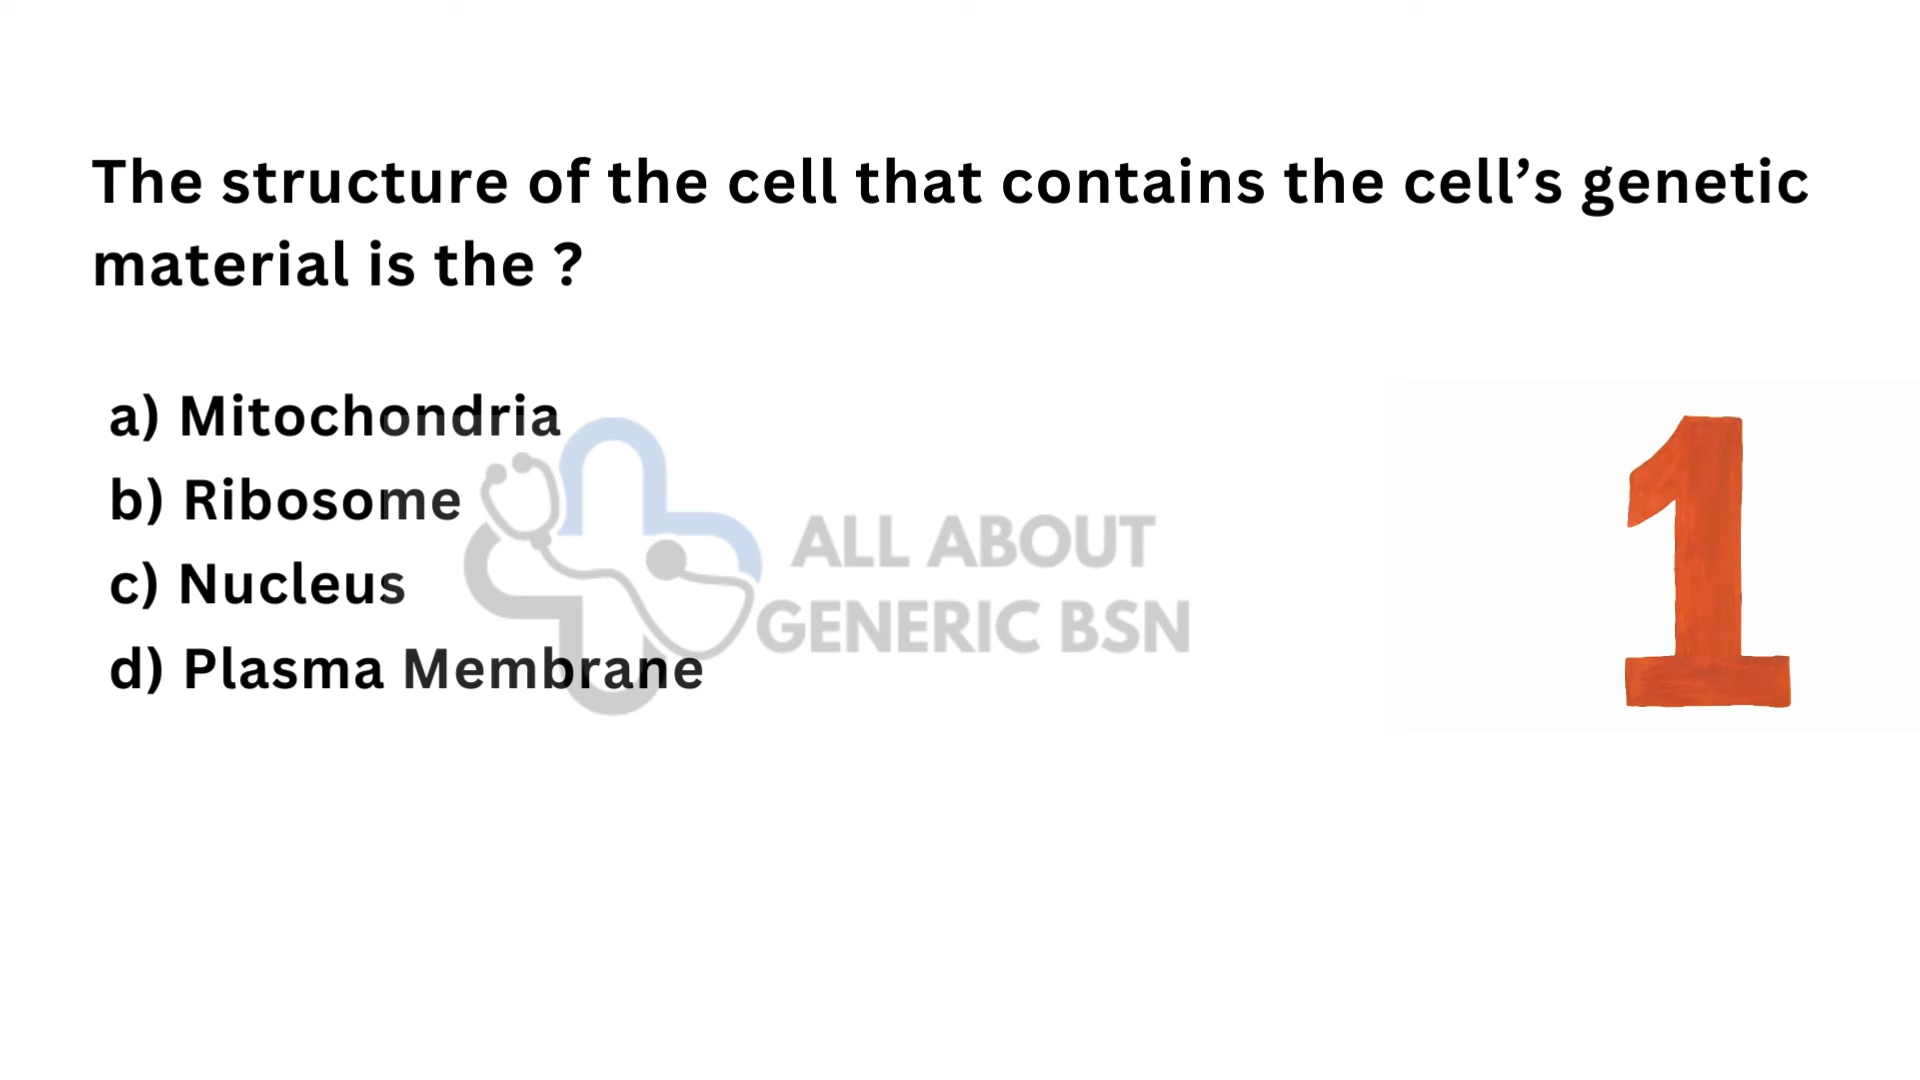 The structure of the cell that contains the cell’s genetic
material is the ?
a) Mitochondria
b) Ribosome
c) Nucleus
d) Plasma Membrane
ALL ABOUT
GENERIC BSN
1